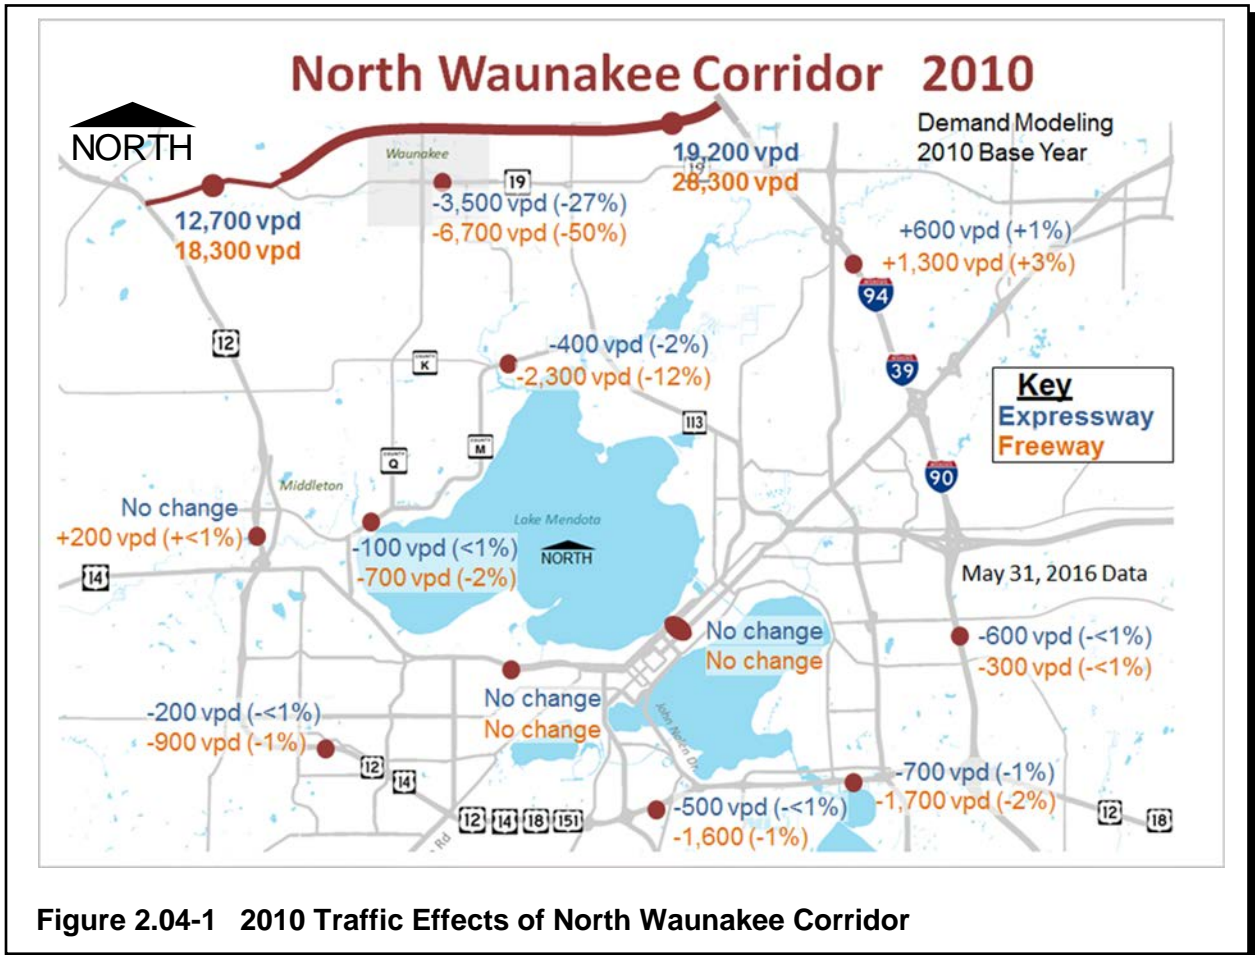 North Waunakee Corridor 2010
NORTH
Demand Modeling
2010 Base Year
Waunakee
19
19
19,200 vpd
28,300 vpd
-3,500 vpd (-27%)
-6,700 vpd (-50%)
12,700 vpd
18,300 vpd
+600 vpd (+1%)
+1,300 vpd (+3%)
94
12
COUNTY
K
-400 vpd (-2%)
-2,300 vpd (-12%)
39
Key
Expressway
Freeway
113
COUNTY
M
COUNTY
Q
90
Middleton
No change
+200 vpd (+<1%)
Lake Mendota
NORTH
-100 vpd (<1%)
-700 vpd (-2%)
14
May 31, 2016 Data
No change
No change
-600 vpd (-<1%)
-300 vpd (-<1%)
No change
No change
John Nolen Dr.
-200 vpd (-<1%)
-900 vpd (-1%)
12
14
-700 vpd (-1%)
-1,700 vpd (-2%)
-500 vpd (-<1%)
-1,600 (-1%)
12 14 18 151
12
18
Rd
Figure 2.04-1 2010 Traffic Effects of North Waunakee Corridor